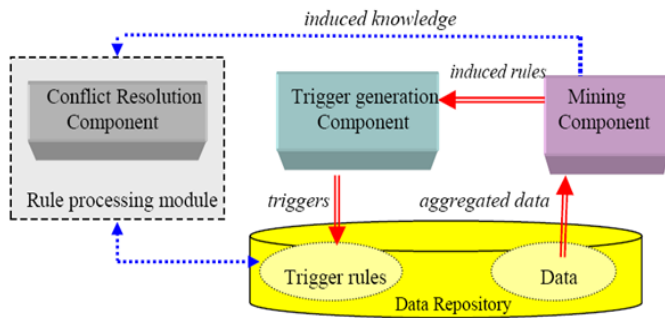 induced knowledge
Conflict Resolution
Component
Rule processing module
Trigger generation
Component
induced rules
Mining
Component
triggers
aggregated data
Trigger rules
Data
Data Repository